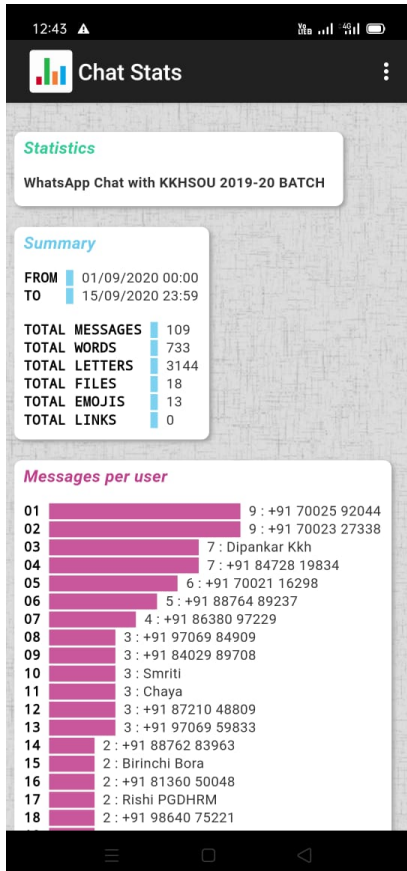 12:43
Vo LTE 4G
Chat Stats
Statistics
WhatsApp Chat with KKHSOU 2019-20 BATCH
Summary
FROM 01/09/2020 00:00
TO 15/09/2020 23:59
TOTAL MESSAGES 109
TOTAL WORDS 733
TOTAL LETTERS 3144
TOTAL FILES 18
TOTAL EMOJIS 13
TOTAL LINKS 0
Messages per user
01 9 : +91 70025 92044
02 9 : +91 70023 27338
03 7 : Dipankar Kkh
04 7 : +91 84728 19834
05 6 : +91 70021 16298
06 5 : +91 88764 89237
07 4 : +91 86380 97229
08 3 : +91 97069 84909
09 3 : +91 84029 89708
10 3 : Smriti
11 3 : Chaya
12 3 : +91 87210 48809
13 3 : +91 97069 59833
14 2 : +91 88762 83963
15 2 : Birinchi Bora
16 2 : +91 81360 50048
17 2 : Rishi PGDHRM
18 2 : +91 98640 75221